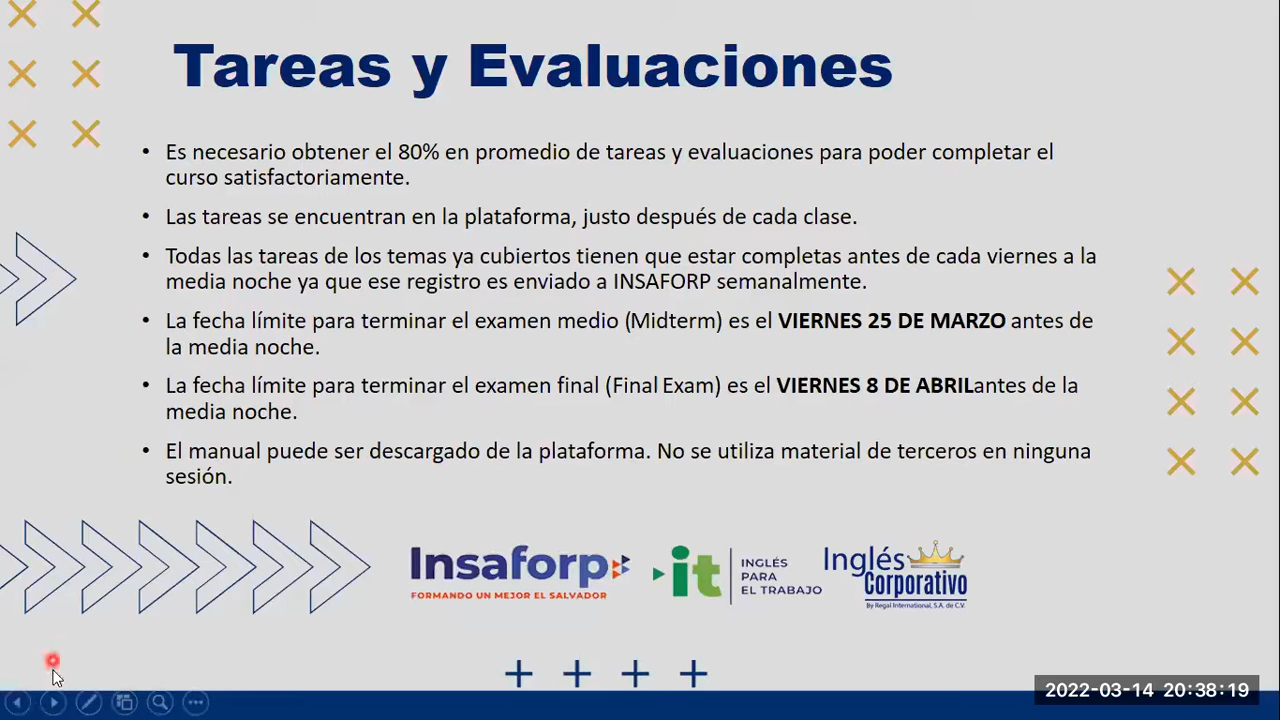 Tareas y Evaluaciones
• Es necesario obtener el 80% en promedio de tareas y evaluaciones para poder completar el
curso satisfactoriamente.
• Las tareas se encuentran en la plataforma, justo después de cada clase.
• Todas las tareas de los temas ya cubiertos tienen que estar completas antes de cada viernes a la
media noche ya que ese registro es enviado a INSAFORP semanalmente.
• La fecha límite para terminar el examen medio (Midterm) es el VIERNES 25 DE MARZO antes de
la media noche.
• La fecha límite para terminar el examen final (Final Exam) es el VIERNES 8 DE ABRILantes de la
media noche.
• El manual puede ser descargado de la plataforma. No se utiliza material de terceros en ninguna
sesión.
Insaforp
FORMANDO UN MEJOR EL SALVADOR
it
INGLÉS
PARA
EL TRABAJO
Inglés
Corporativo
By Regal International, S.A. de C.V.
2022-03-14 20:38:19